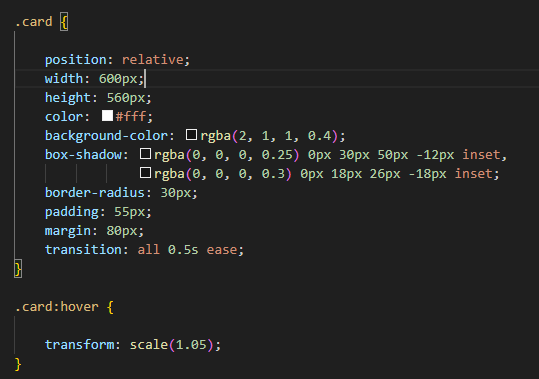 .card {
position: relative;
width: 600px;
height: 560px;
color: #fff;
background-color: rgba(2, 1, 1, 0.4);
box-shadow: rgba(0, 0, 0, 0.25) 0px 30px 50px -12px inset,
rgba(0, 0, 0, 0.3) 0px 18px 26px -18px inset;
border-radius: 30px;
padding: 55px;
margin: 80px;
transition: all 0.5s ease;
}
.card:hover {
transform: scale(1.05);
}